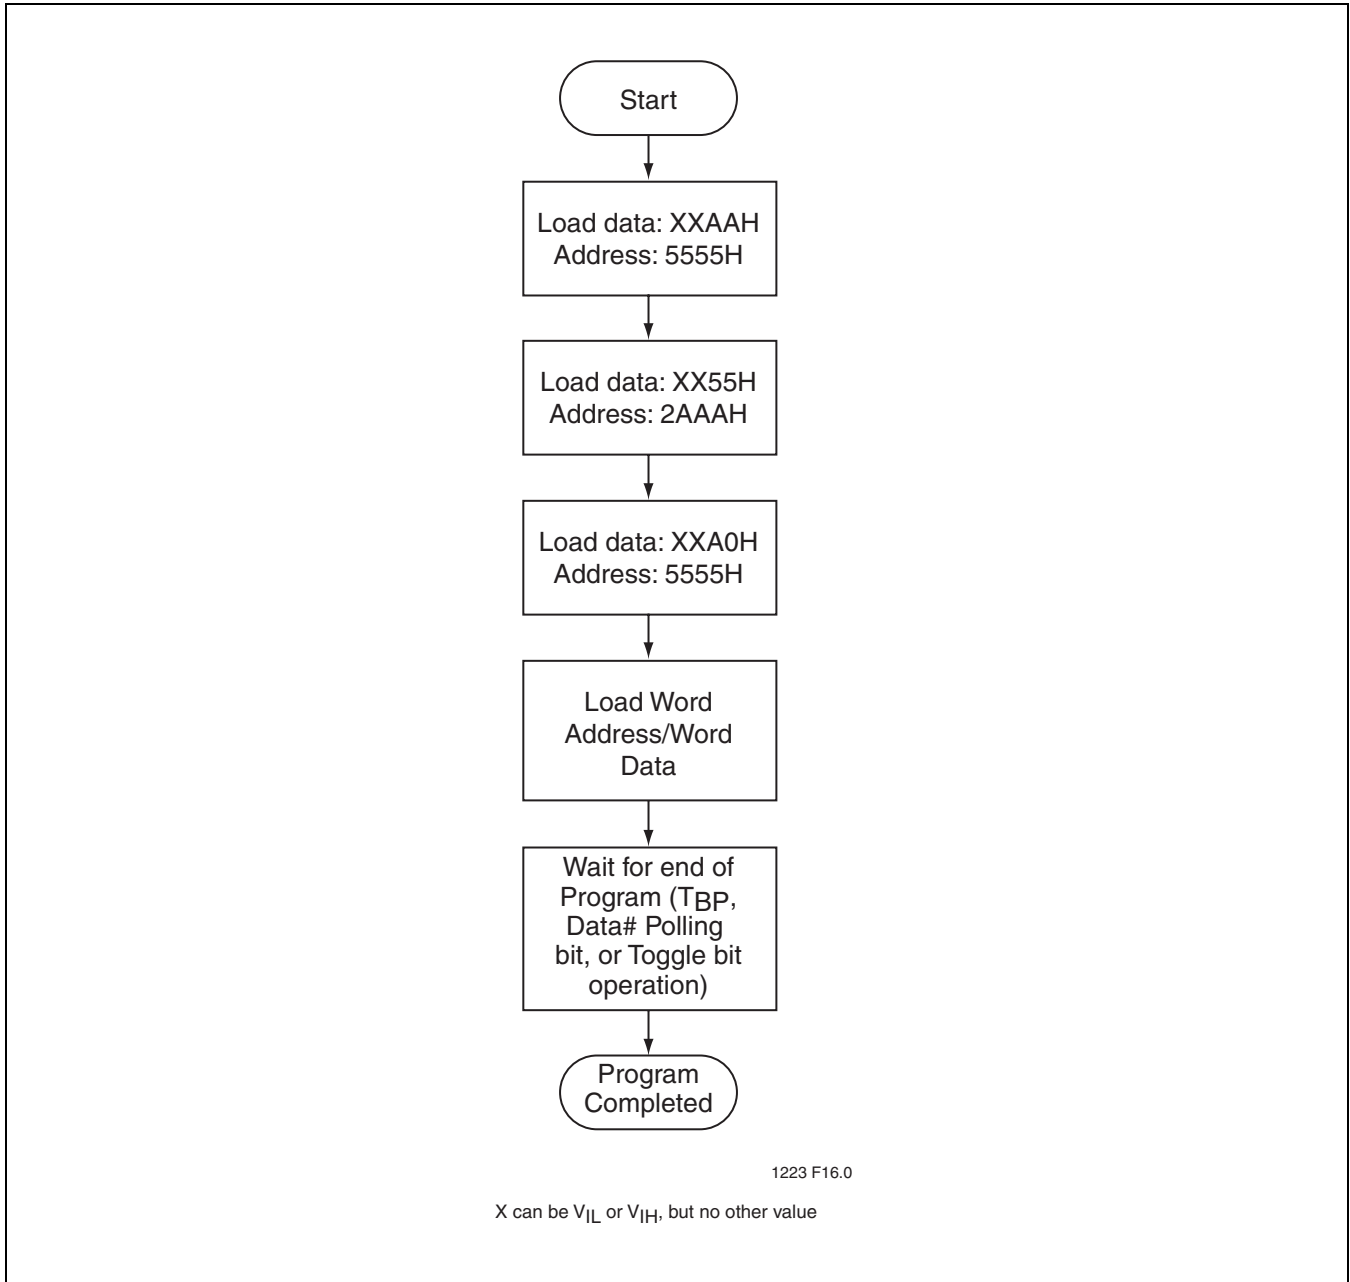 Start
Load data: XXAAH
Address: 5555H
Load data: XX55H
Address: 2AAAH
Load data: XXA0H
Address: 5555H
Load Word
Address/Word
Data
Wait for end of
Program (TBP,
Data# Polling
bit, or Toggle bit
operation)
Program
Completed
1223 F16.0
X can be VIL or VIH, but no other value